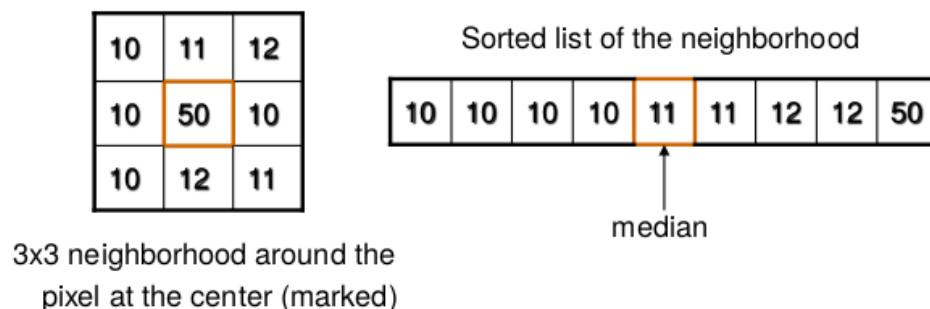 10 11 12
10 50 10
10 12 11
3x3 neighborhood around the
pixel at the center (marked)
Sorted list of the neighborhood
10 10 10 10 11 11 12 12 50
median